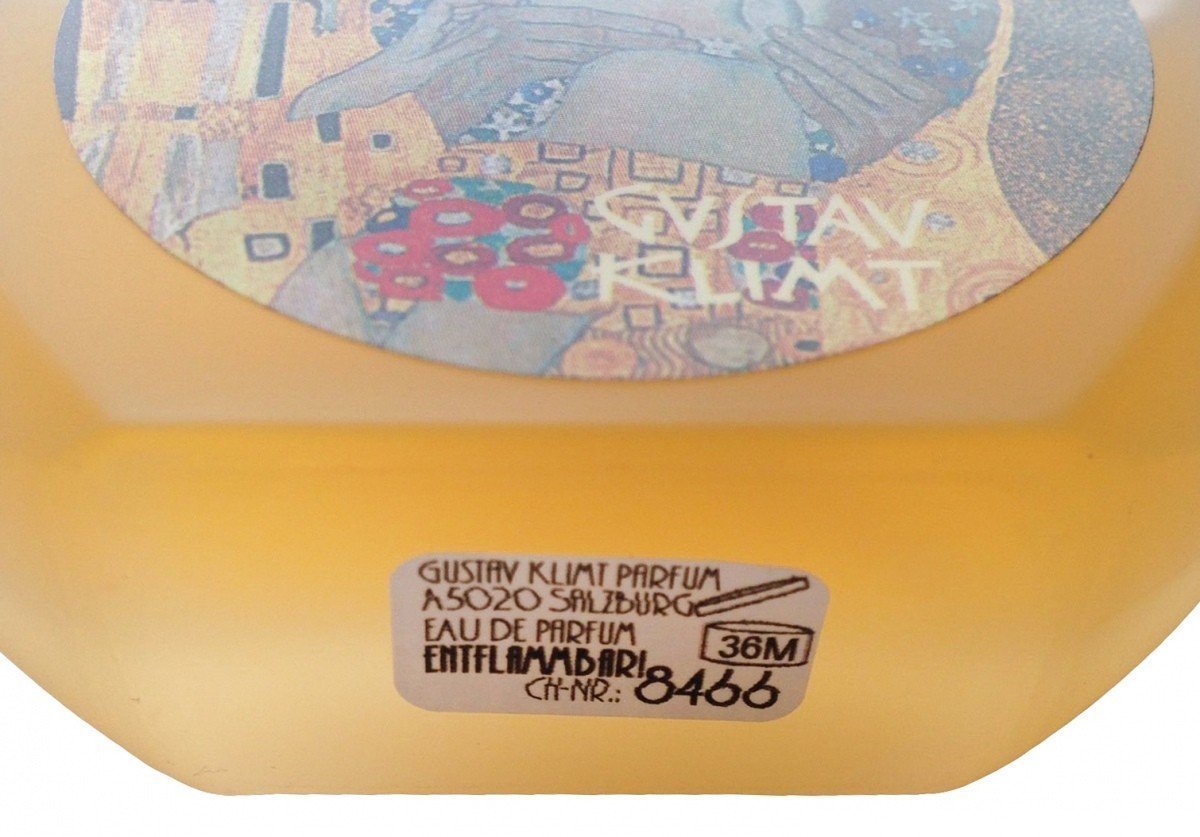 GUSTAV
KLIMT
GUSTAV KLIMT PARFUM
A5020 SALZBURG
EAU DE PARFUM
36M
ENTFLAMMBAR!
CH-NR.: 8466